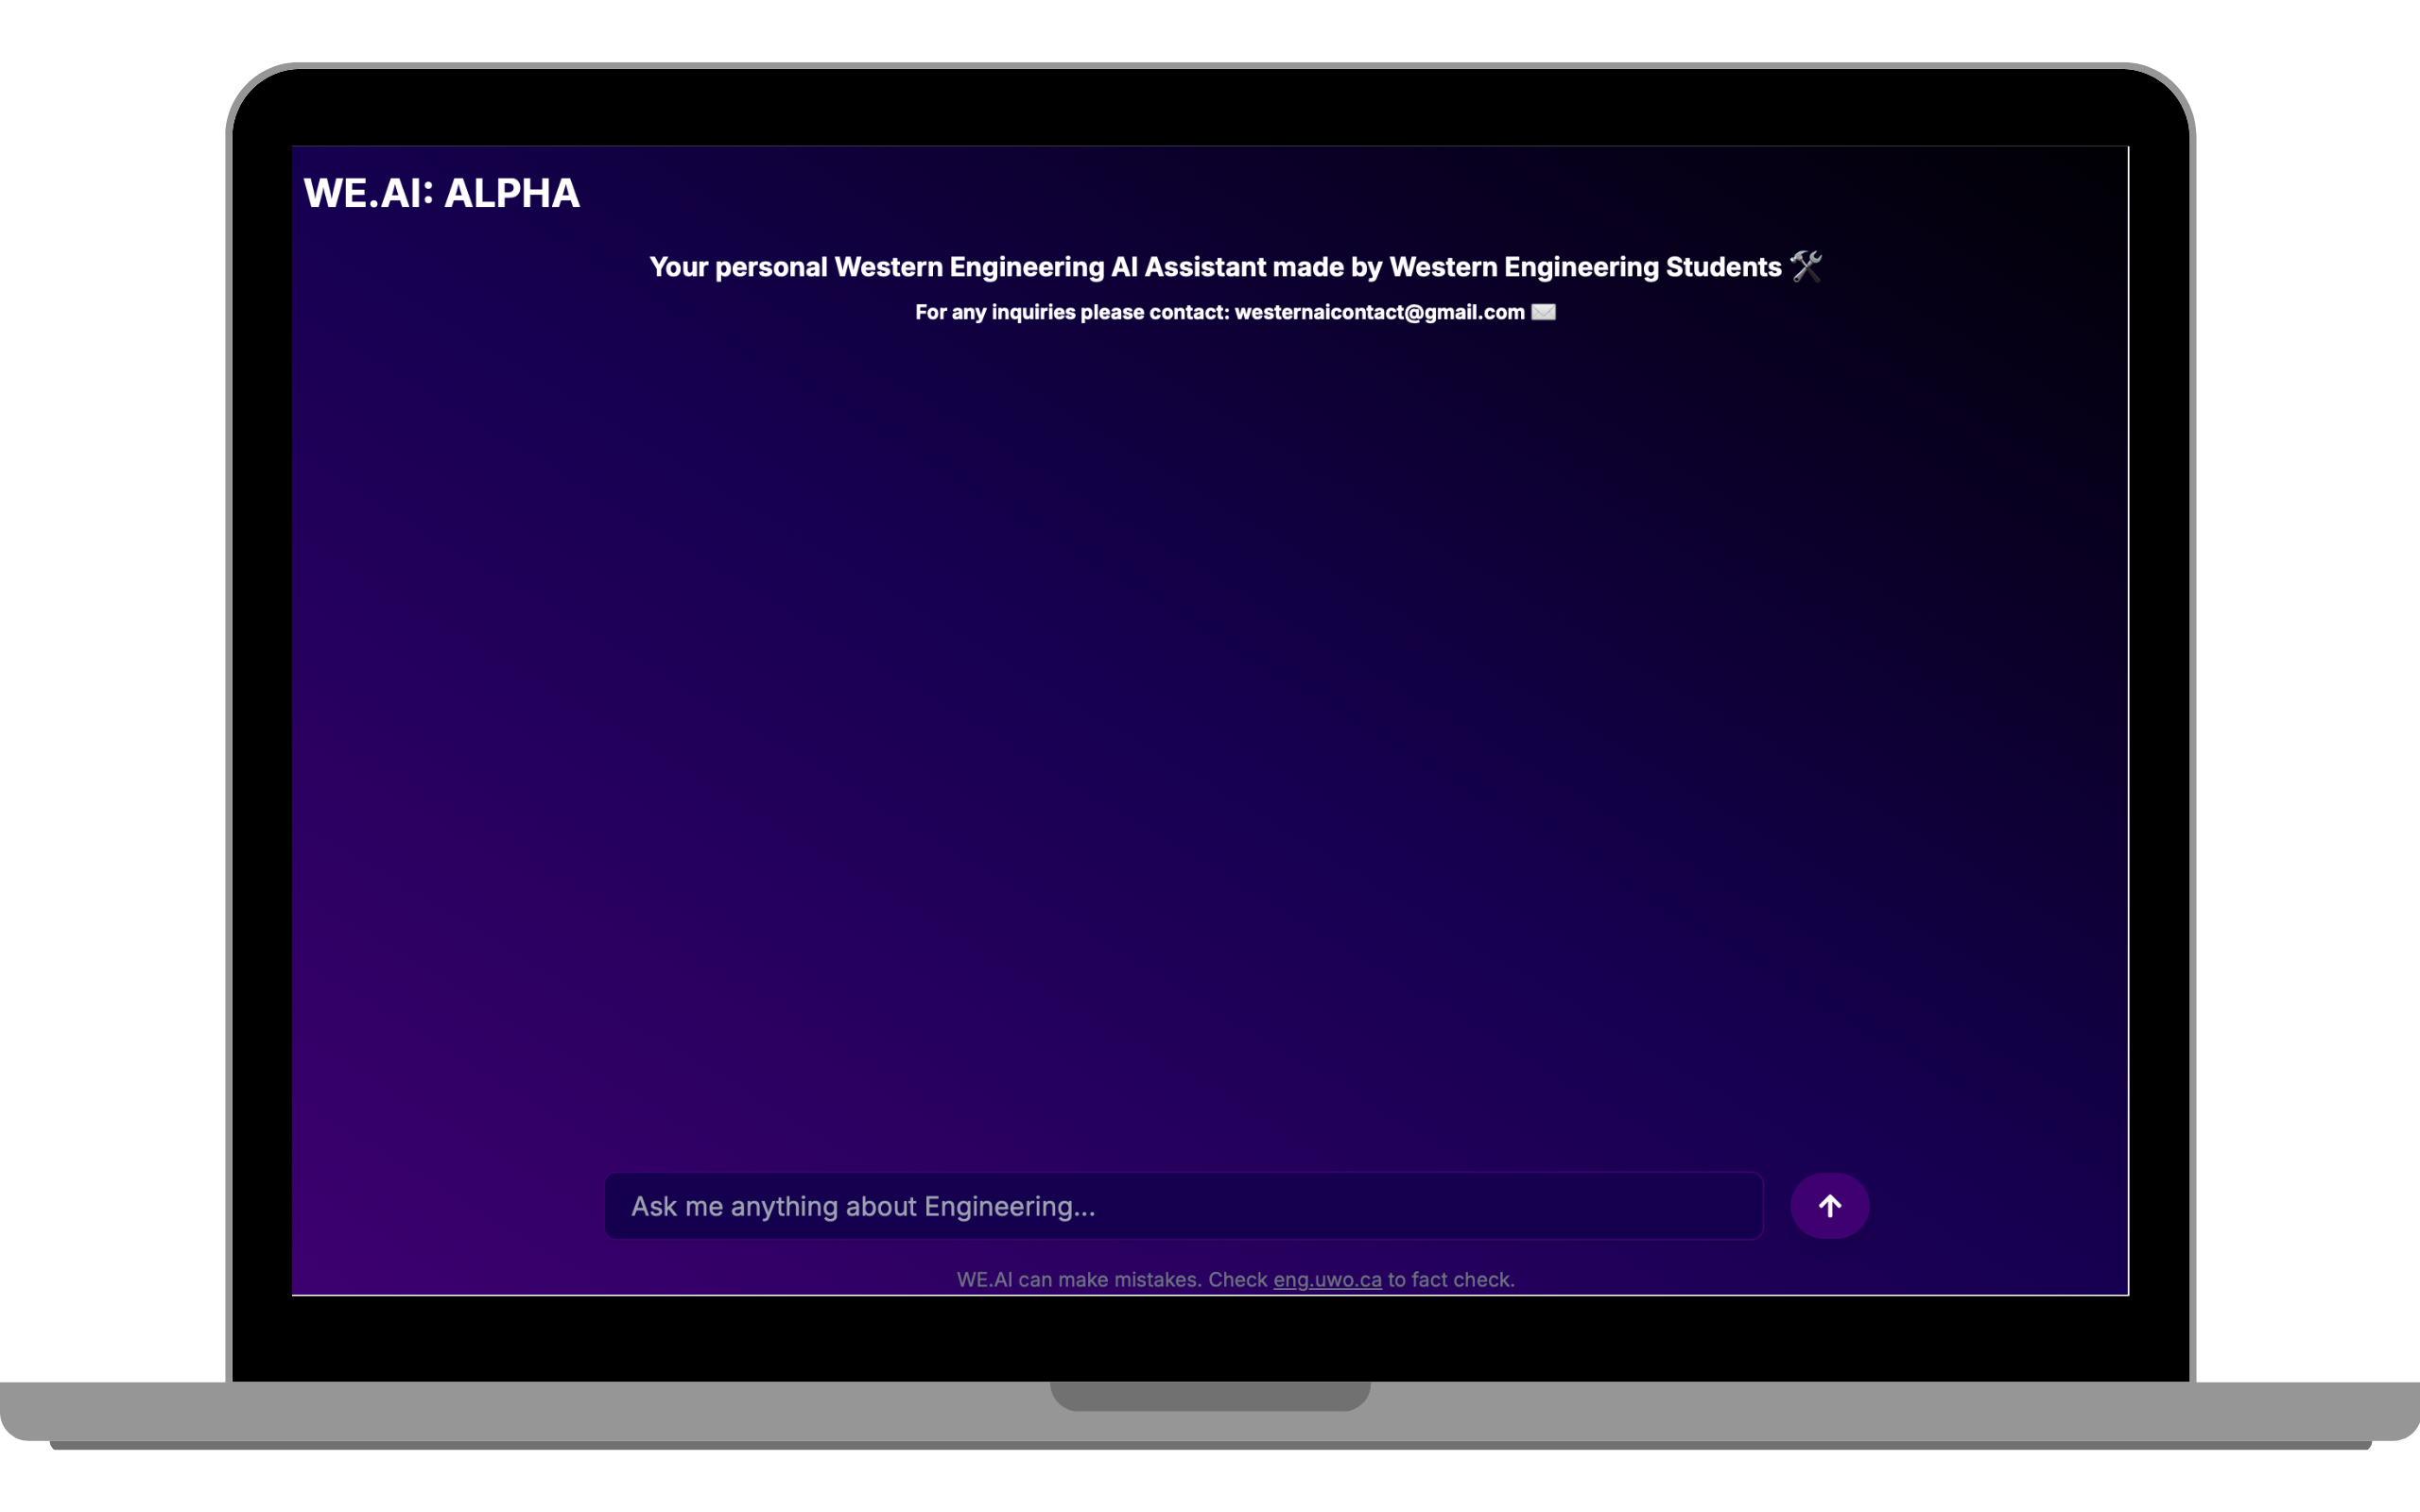 WE.AI: ALPHA
Your personal Western Engineering AI Assistant made by Western Engineering Students 🛠️
For any inquiries please contact: westernaicontact@gmail.com ✉️
Ask me anything about Engineering...
WE.AI can make mistakes. Check eng.uwo.ca to fact check.